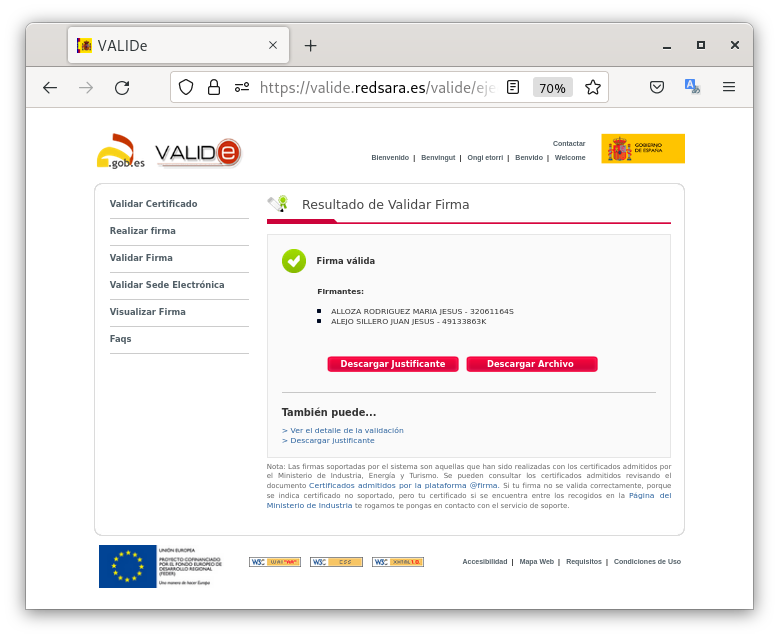 VALIDe
https://valide.redsara.es/valide/eje
70%
.gob.es
VALIDe
Contactar
Bienvenido | Benvingut | Ongi etorri | Benvido | Welcome
GOBIERNO
DE ESPAÑA
Validar Certificado
Realizar firma
Validar Firma
Validar Sede Electrónica
Visualizar Firma
Faqs
Resultado de Validar Firma
Firma válida
Firmantes:
ALLOZA RODRIGUEZ MARIA JESUS - 32061164S
ALEJO SILLERO JUAN JESUS - 49133863K
Descargar Justificante
Descargar Archivo
También puede...
> Ver el detalle de la validación
> Descargar justificante
Nota: Las firmas soportadas por el sistema son aquellas que han sido realizadas con los certificados admitidos por
el Ministerio de Industria, Energía y Turismo. Se pueden consultar los certificados admitidos revisando el
documento Certificados admitidos por la plataforma @firma. Si tu firma no se valida correctamente, porque
se indica certificado no soportado, pero tu certificado si se encuentra entre los recogidos en la Página del
Ministerio de Industria te rogamos te pongas en contacto con el servicio de soporte.
UNIÓN EUROPEA
PROYECTO COFINANCIADO
POR EL FONDO EUROPEO DE
DESARROLLO REGIONAL
(FEDER)
Una manera de hacer Europa
W3C WAI "AA"
W3C CSS
W3C XHTML 1.0
Accesibilidad | Mapa Web | Requisitos | Condiciones de Uso